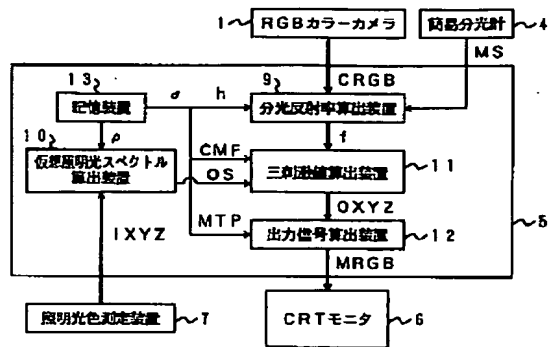 1
RGBカラーカメラ
簡易分光計
4
MS
CRGB
13
記憶装置
σ
h
9
分光反射率算出装置
10
ρ
f
仮想照明光スペクトル
算出装置
CMF
OS
三刺激値算出装置
11
OXYZ
IXYZ
MTP
出力信号算出装置
12
5
MRGB
照明光色測定装置
7
CRTモニタ
6